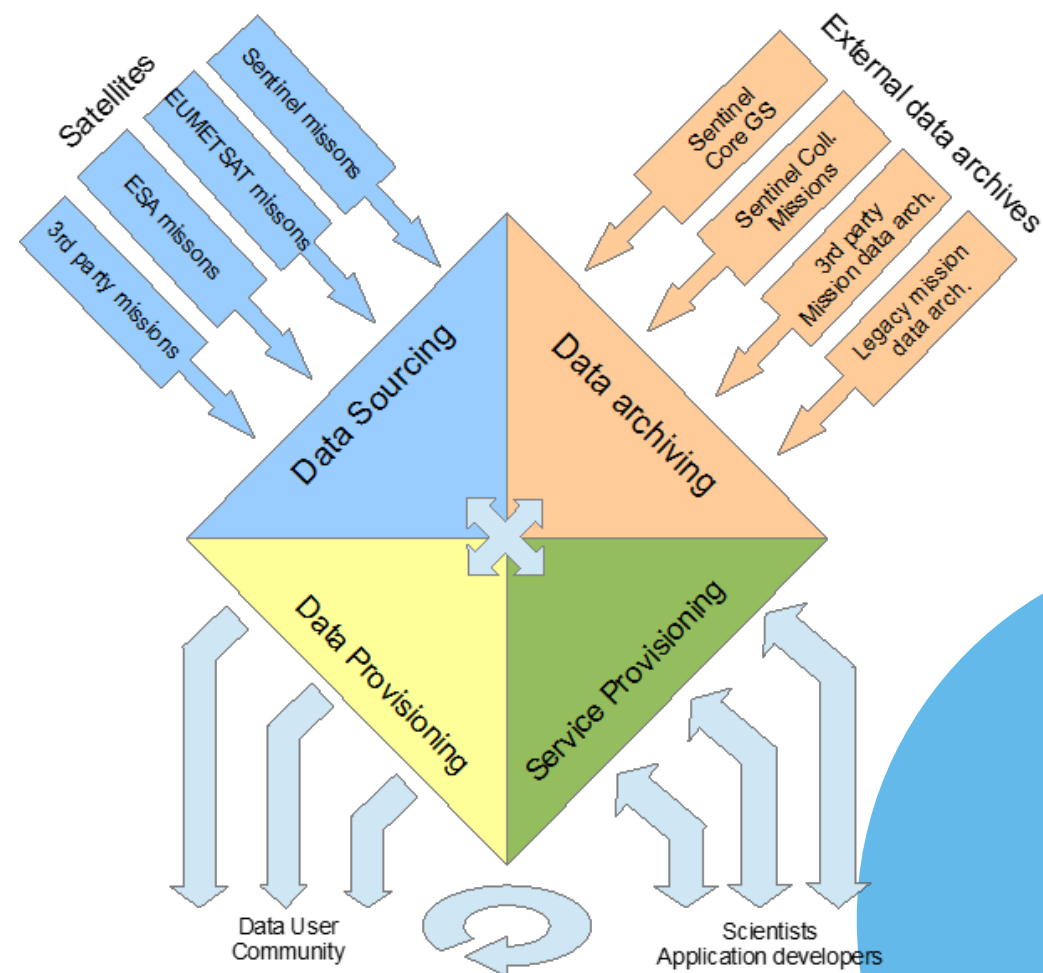 Satellites
Sentinel missons
EUMETSAT missons
ESA missons
3rd party missions
External data archives
Sentinel
Core GS
Sentinel Coll.
Missions
3rd party
Mission data arch.
Legacy mission
data arch.
Data Sourcing
Data archiving
Data Provisioning
Service Provisioning
Data User
Community
Scientists
Application developers